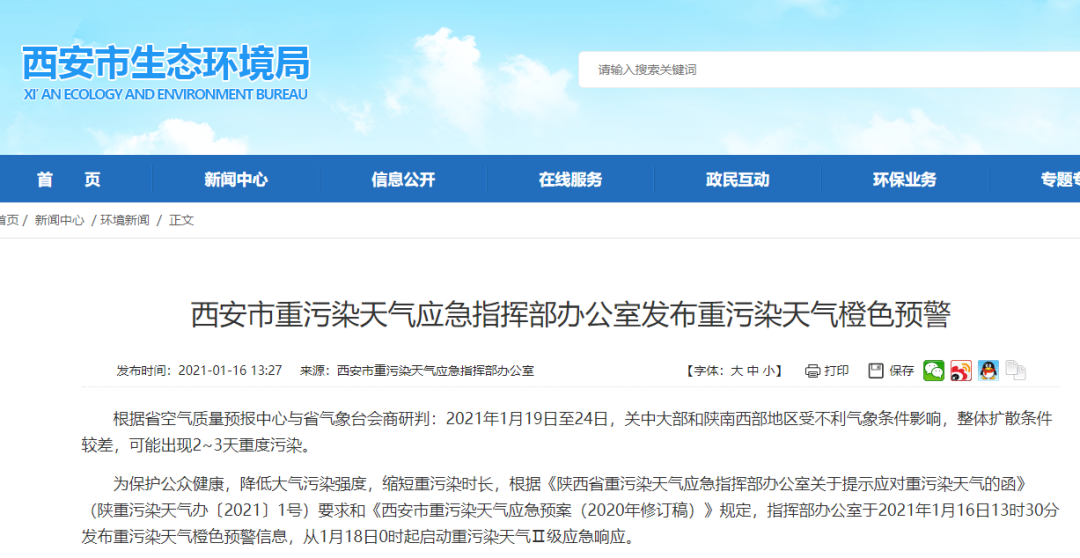 西安市生态环境局
XI' AN ECOLOGY AND ENVIRONMENT BUREAU
请输入搜索关键词
首 页 新闻中心 信息公开 在线服务 政民互动 环保业务 专题
首页 / 新闻中心 / 环境新闻 / 正文
西安市重污染天气应急指挥部办公室发布重污染天气橙色预警
发布时间：2021-01-16 13:27 来源：西安市重污染天气应急指挥部办公室 【字体：大 中 小】 打印 保存
根据省空气质量预报中心与省气象台会商研判：2021年1月19日至24日，关中大部和陕南西部地区受不利气象条件影响，整体扩散条件
较差，可能出现2~3天重度污染。
为保护公众健康，降低大气污染强度，缩短重污染时长，根据《陕西省重污染天气应急指挥部办公室关于提示应对重污染天气的函》
（陕重污染天气办〔2021〕1号）要求和《西安市重污染天气应急预案（2020年修订稿）》规定，指挥部办公室于2021年1月16日13时30分
发布重污染天气橙色预警信息，从1月18日0时起启动重污染天气Ⅱ级应急响应。